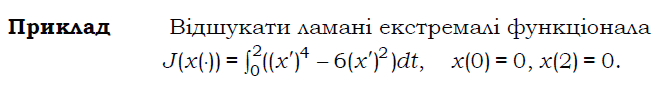 Приклад Відшукати ламані екстремалі функціонала
J(x(·)) = ∫₀²((x′)⁴ – 6(x′)²)dt, x(0) = 0, x(2) = 0.